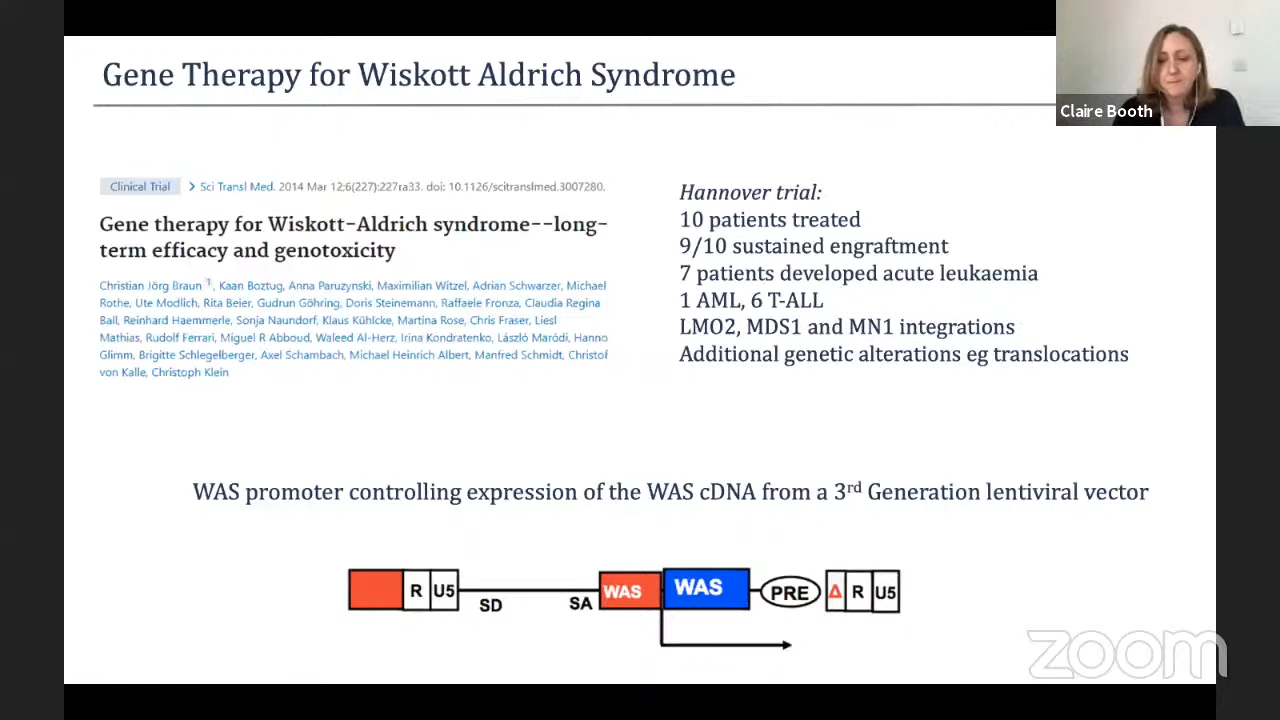 Gene Therapy for Wiskott Aldrich Syndrome
Claire Booth
Clinical Trial > Sci Transl Med. 2014 Mar 12;6(227):227ra33. doi: 10.1126/scitranslmed.3007280.
Gene therapy for Wiskott-Aldrich syndrome--long-
term efficacy and genotoxicity
Christian Jörg Braun 1, Kaan Boztug, Anna Paruzynski, Maximilian Witzel, Adrian Schwarzer, Michael
Rothe, Ute Modlich, Rita Beier, Gudrun Göhring, Doris Steinemann, Raffaele Fronza, Claudia Regina
Ball, Reinhard Haemmerle, Sonja Naundorf, Klaus Kühlcke, Martina Rose, Chris Fraser, Liesl
Mathias, Rudolf Ferrari, Miguel R Abboud, Waleed Al-Herz, Irina Kondratenko, László Maródi, Hanno
Glimm, Brigitte Schlegelberger, Axel Schambach, Michael Heinrich Albert, Manfred Schmidt, Christof
von Kalle, Christoph Klein
Hannover trial:
10 patients treated
9/10 sustained engraftment
7 patients developed acute leukaemia
1 AML, 6 T-ALL
LMO2, MDS1 and MN1 integrations
Additional genetic alterations eg translocations
WAS promoter controlling expression of the WAS cDNA from a 3rd Generation lentiviral vector
R U5 SD SA WAS WAS PRE Δ R U5
zoom